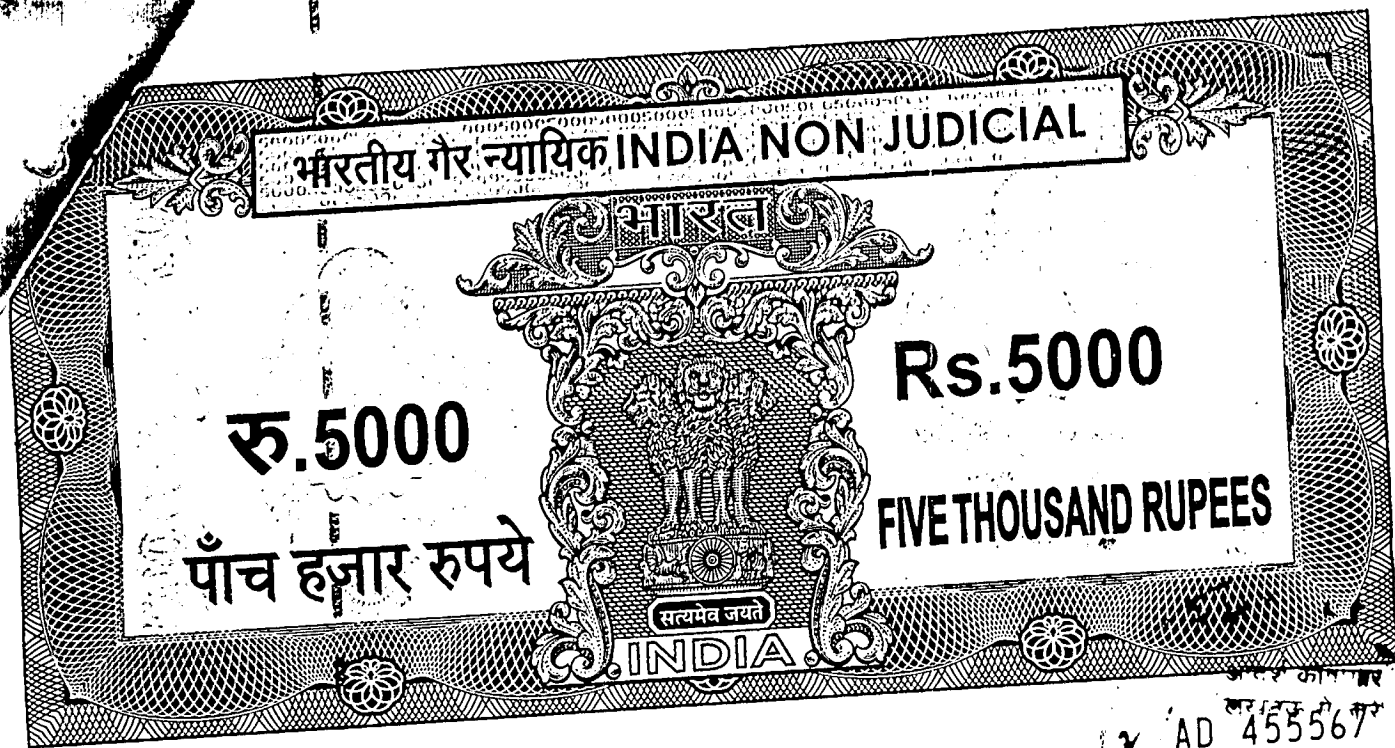 भारतीय गैर न्यायिक INDIA NON JUDICIAL
भारत
रु.5000
Rs.5000
पाँच हज़ार रुपये
FIVE THOUSAND RUPEES
सत्यमेव जयते
INDIA
AD 455567